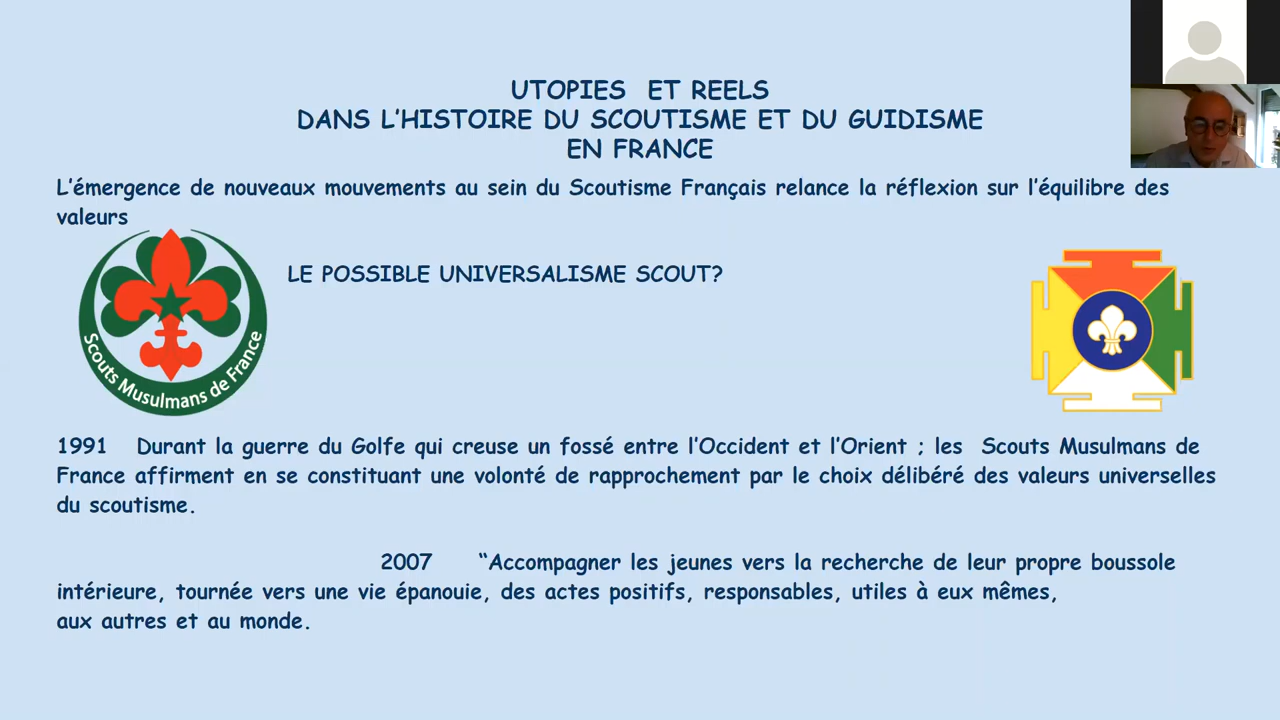 UTOPIES ET REELS
DANS L'HISTOIRE DU SCOUTISME ET DU GUIDISME
EN FRANCE
L'émergence de nouveaux mouvements au sein du Scoutisme Français relance la réflexion sur l'équilibre des
valeurs
LE POSSIBLE UNIVERSALISME SCOUT?
Scouts Musulmans de France
1991 Durant la guerre du Golfe qui creuse un fossé entre l'Occident et l'Orient ; les Scouts Musulmans de
France affirment en se constituant une volonté de rapprochement par le choix délibéré des valeurs universelles
du scoutisme.
2007 “Accompagner les jeunes vers la recherche de leur propre boussole
intérieure, tournée vers une vie épanouie, des actes positifs, responsables, utiles à eux mêmes,
aux autres et au monde.